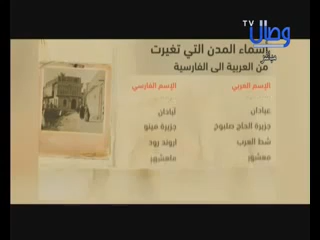 وصال TV
أسماء المدن التي تغيرت
من العربية الى الفارسية
الإسم العربي الإسم الفارسي
عبادان آبادان
جزيرة الحاج صلبوخ جزيرة مينو
شط العرب اروند رود
معشور ماهشهر